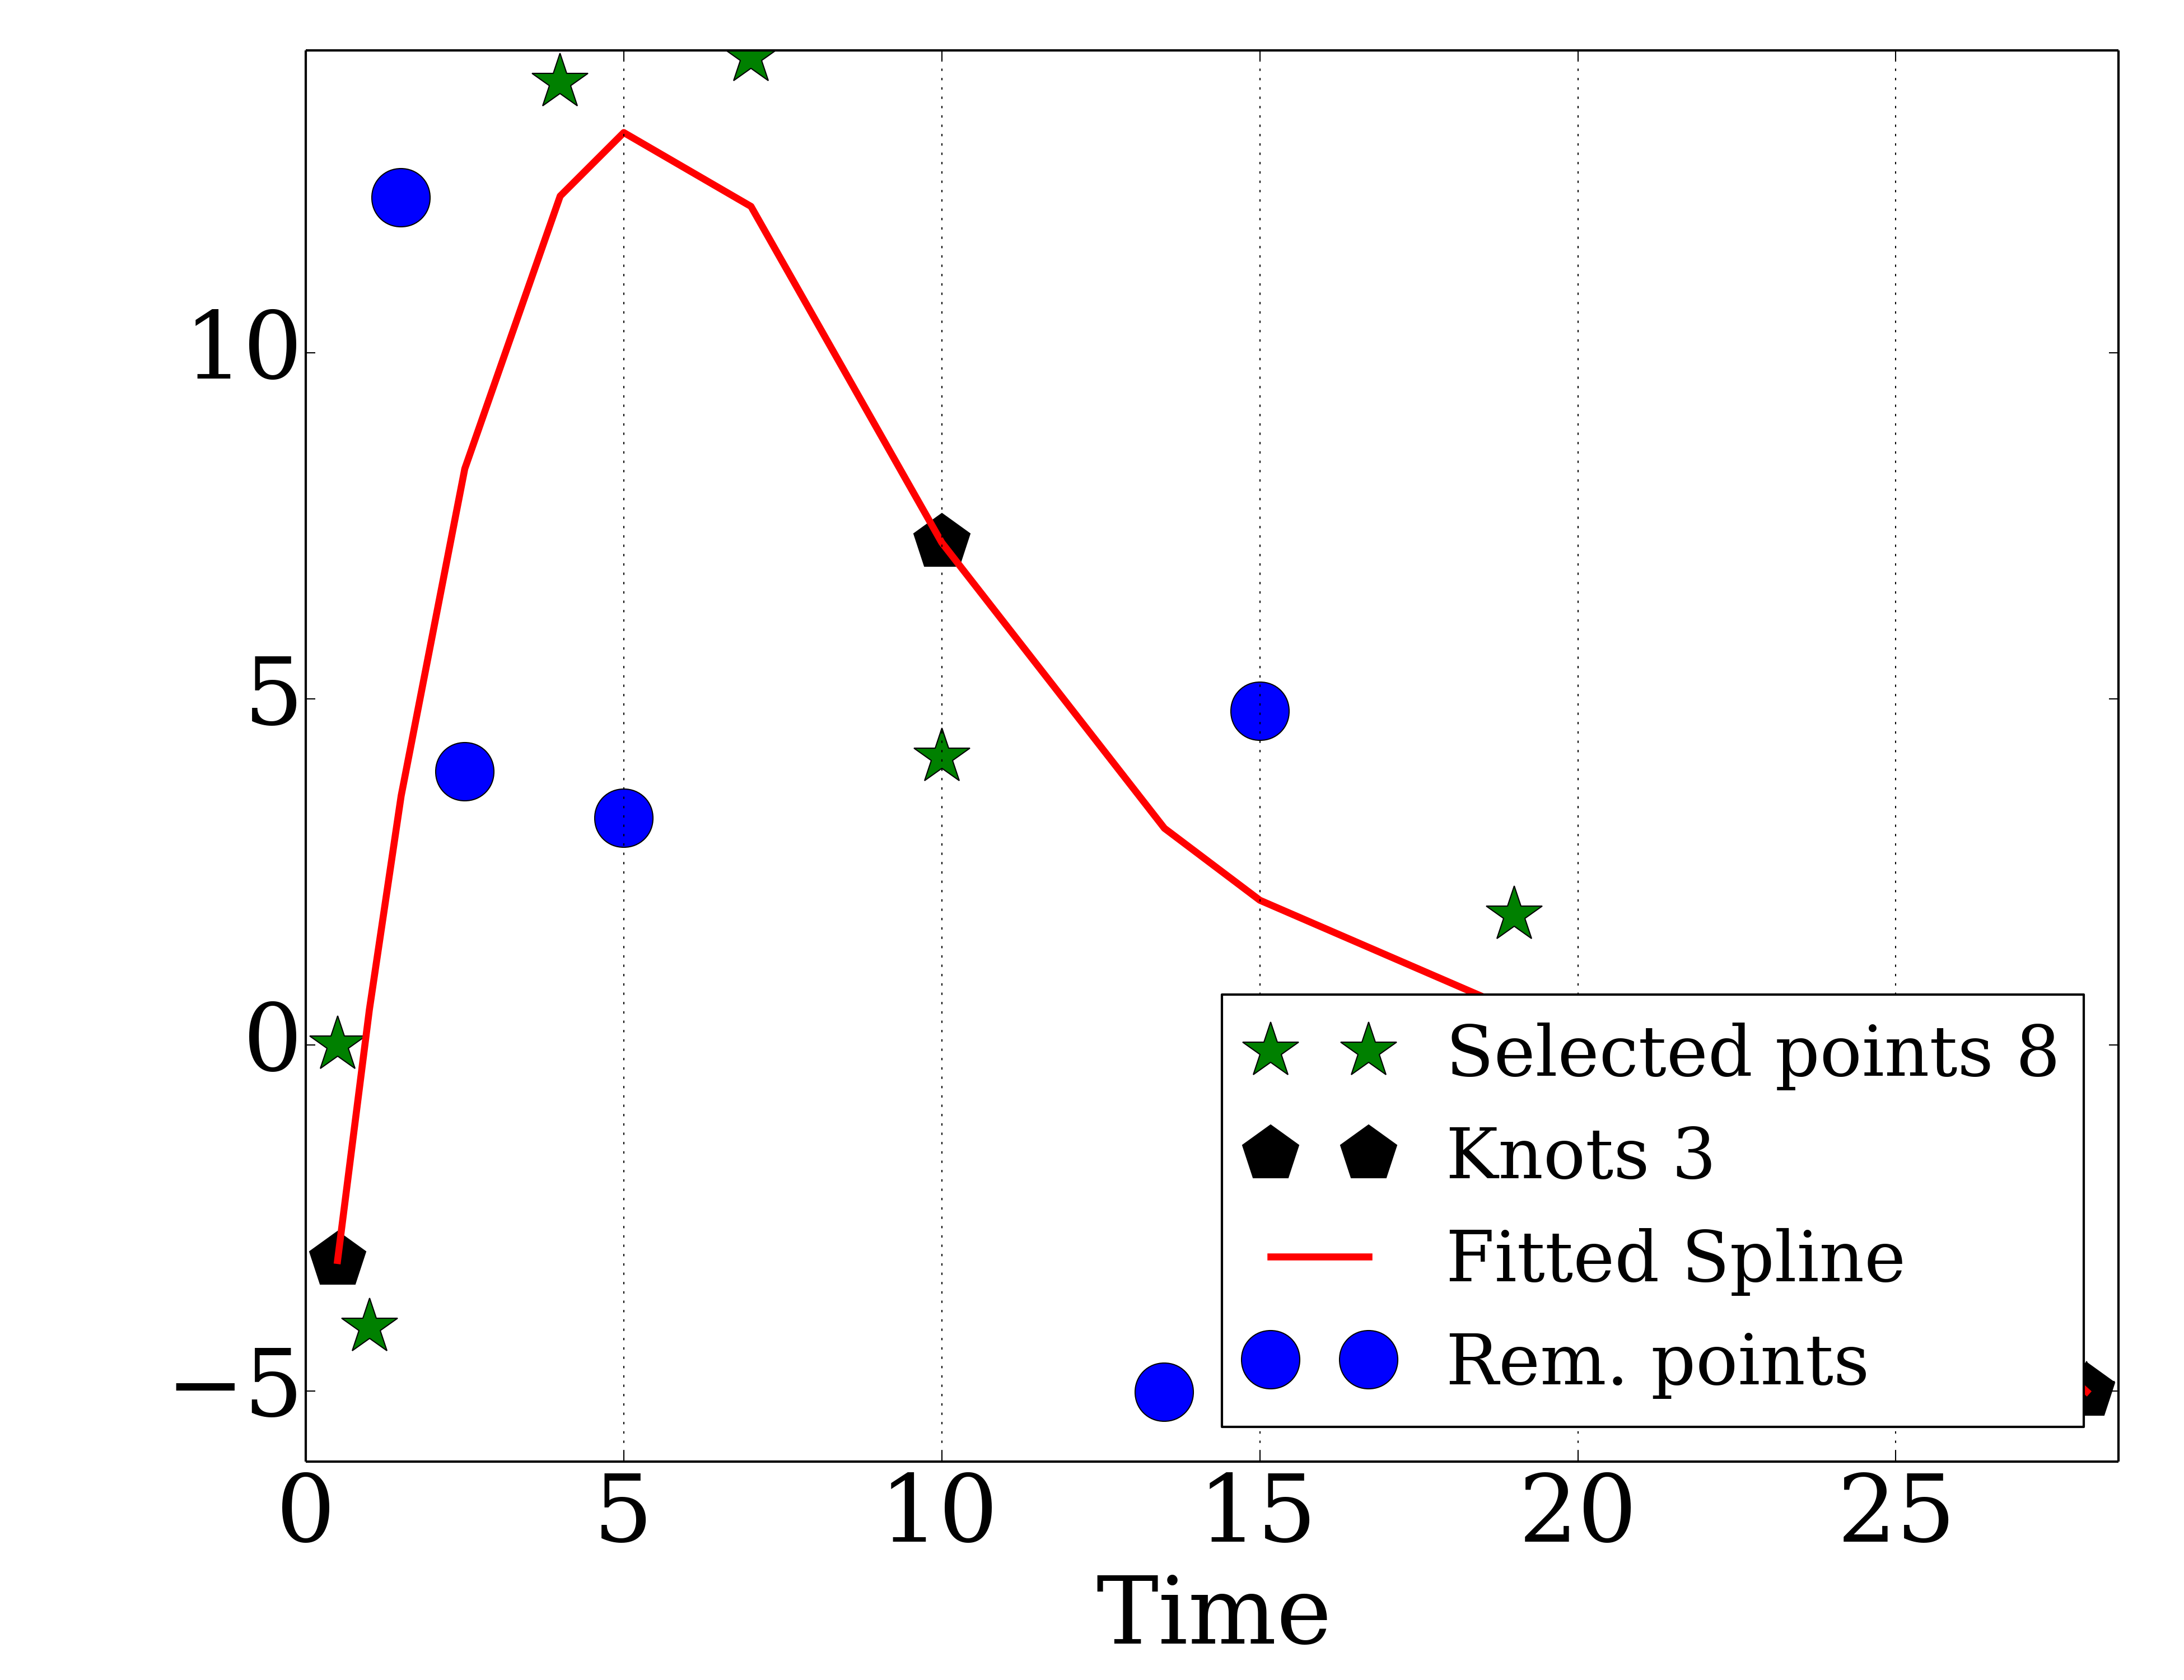 10
5
0
−5
Selected points 8
Knots 3
Fitted Spline
Rem. points
0 5 10 15 20 25
Time